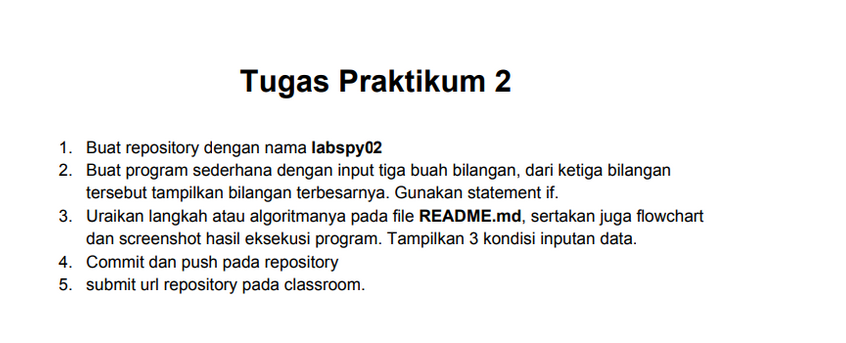 Tugas Praktikum 2
1. Buat repository dengan nama labspy02
2. Buat program sederhana dengan input tiga buah bilangan, dari ketiga bilangan
tersebut tampilkan bilangan terbesarnya. Gunakan statement if.
3. Uraikan langkah atau algoritmanya pada file README.md, sertakan juga flowchart
dan screenshot hasil eksekusi program. Tampilkan 3 kondisi inputan data.
4. Commit dan push pada repository
5. submit url repository pada classroom.